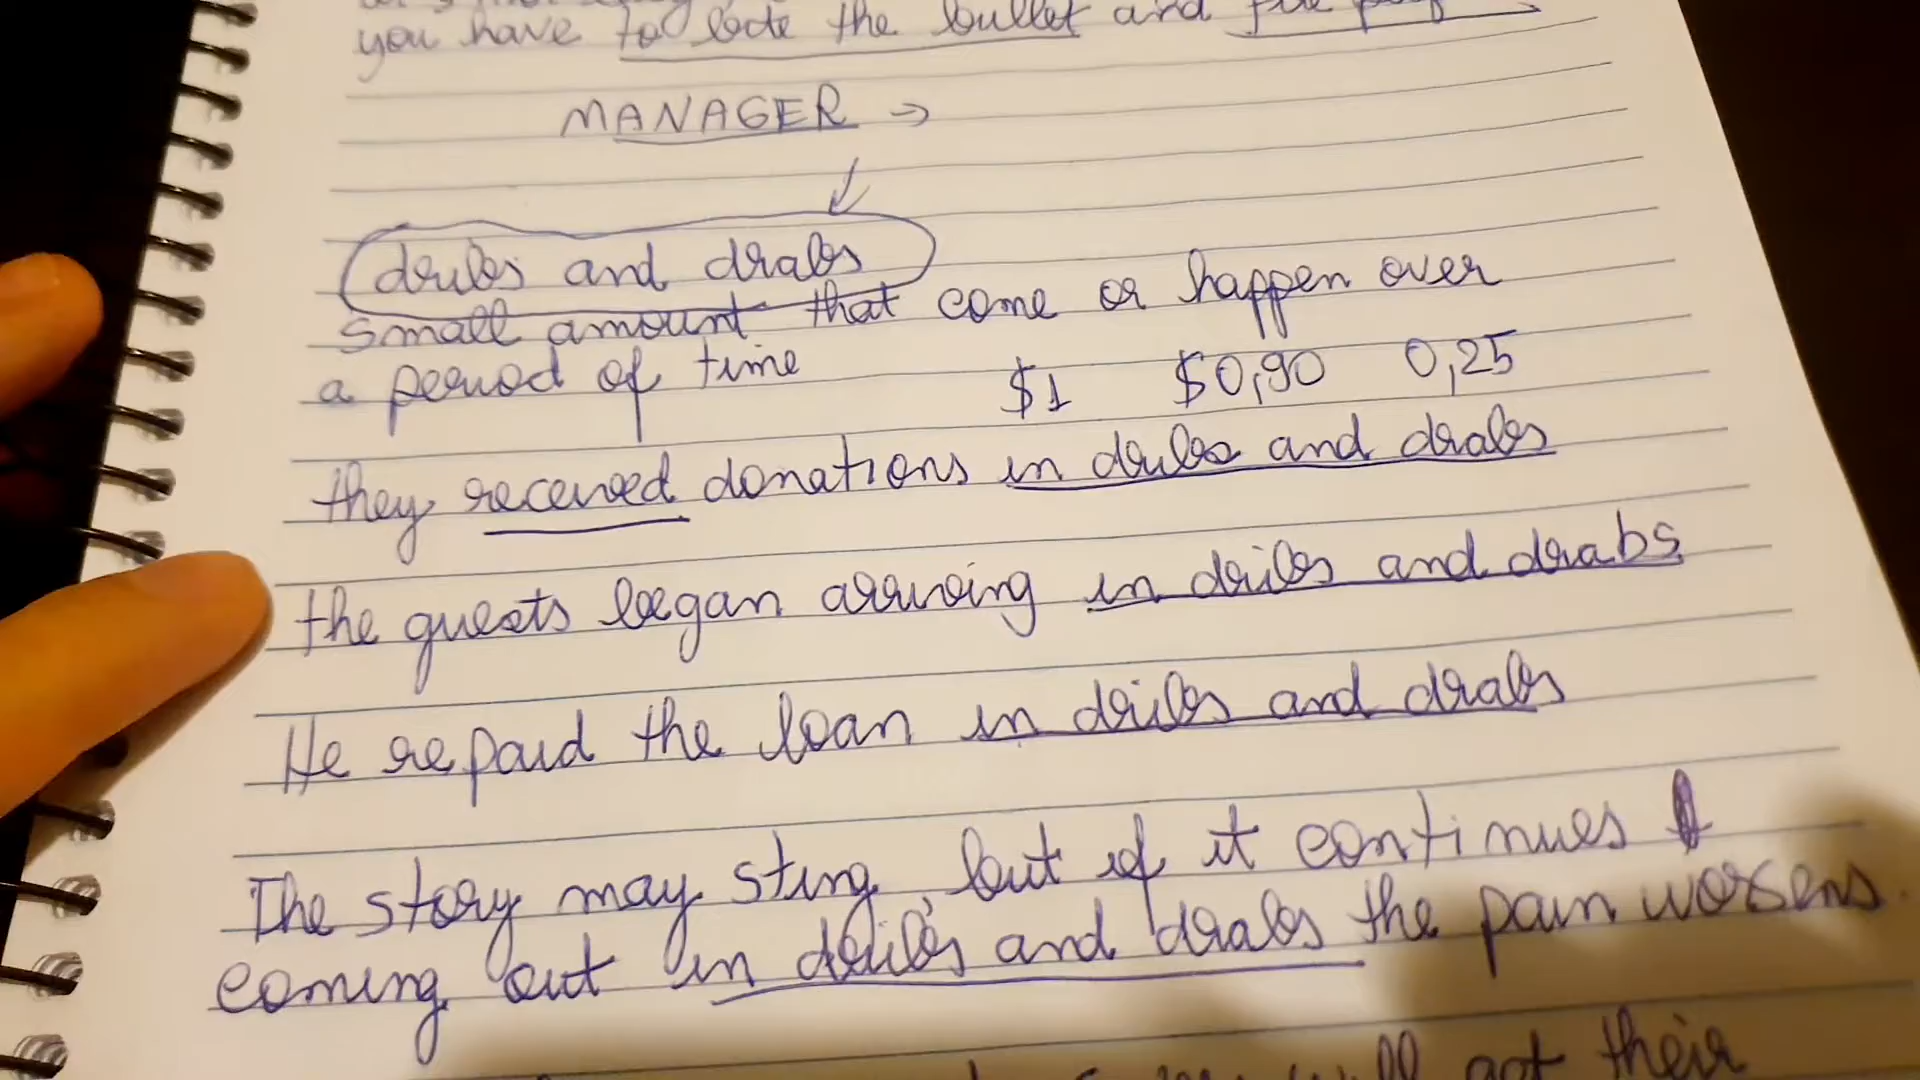 you have to bite the bullet and
MANAGER →
dribs and drabs
small amount that come or happen over
a period of time
$1 $0,90 0,25
they received donations in dribs and drabs
the guests began arriving in dribs and drabs
He repaid the loan in dribs and drabs
The story may sting, but if it continues
coming out in dribs and drabs the pain worsens.
will get their